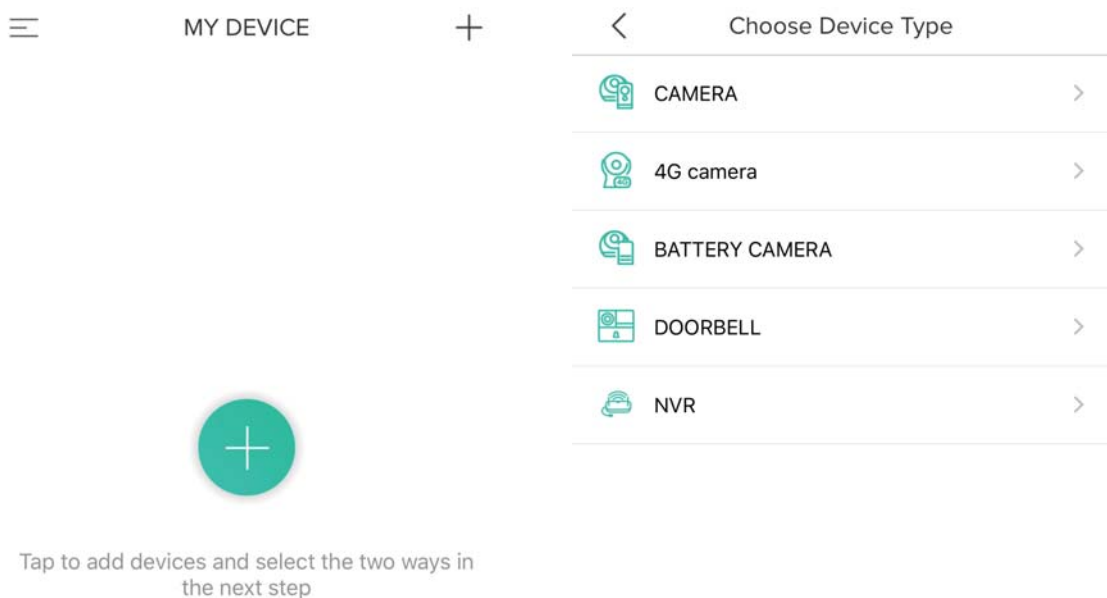 MY DEVICE
Tap to add devices and select the two ways in
the next step
Choose Device Type
CAMERA
4G camera
BATTERY CAMERA
DOORBELL
NVR